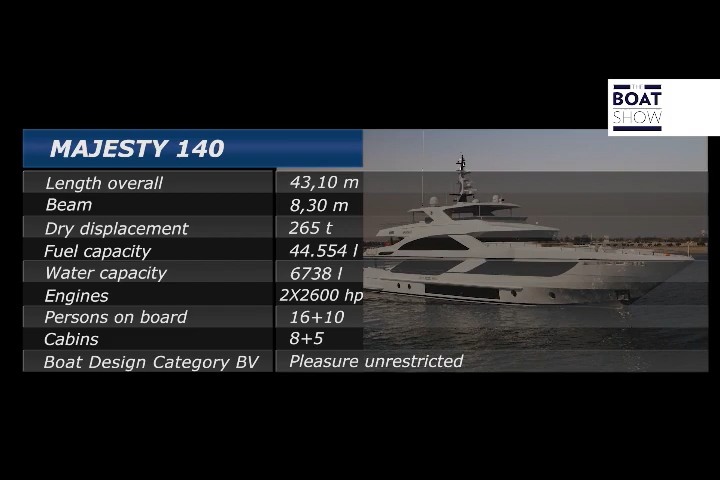 THE
BOAT
SHOW
MAJESTY 140
Length overall 43,10 m
Beam 8,30 m
Dry displacement 265 t
Fuel capacity 44.554 l
Water capacity 6738 l
Engines 2X2600 hp
Persons on board 16+10
Cabins 8+5
Boat Design Category BV Pleasure unrestricted